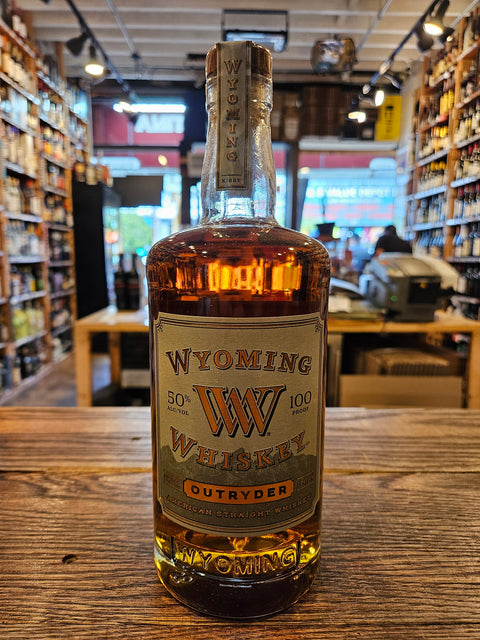 WYOMING
WYOMING
50%
ALC/VOL
WW
100
PROOF
WHISKEY
OUTRYDER
AMERICAN STRAIGHT WHISKEY
WYOMING